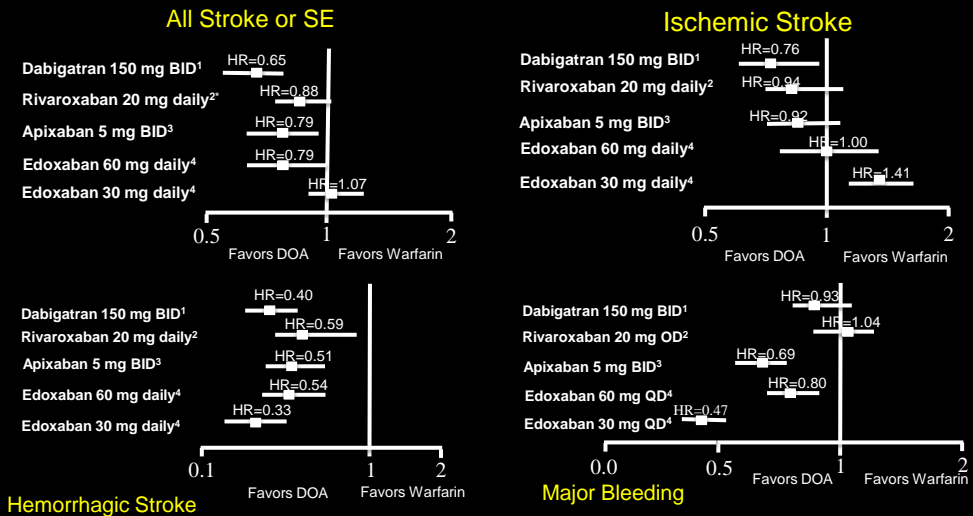 All Stroke or SE
HR=0.65
Dabigatran 150 mg BID¹
HR=0.88
Rivaroxaban 20 mg daily²*
HR=0.79
Apixaban 5 mg BID³
HR=0.79
Edoxaban 60 mg daily⁴
HR=1.07
Edoxaban 30 mg daily⁴
0.5 1 2
Favors DOA Favors Warfarin
Ischemic Stroke
HR=0.76
Dabigatran 150 mg BID¹
HR=0.94
Rivaroxaban 20 mg daily²
HR=0.92
Apixaban 5 mg BID³
HR=1.00
Edoxaban 60 mg daily⁴
HR=1.41
Edoxaban 30 mg daily⁴
0.5 1 2
Favors DOA Favors Warfarin
HR=0.40
Dabigatran 150 mg BID¹
HR=0.59
Rivaroxaban 20 mg daily²
HR=0.51
Apixaban 5 mg BID³
HR=0.54
Edoxaban 60 mg daily⁴
HR=0.33
Edoxaban 30 mg daily⁴
0.1 1 2
Favors DOA Favors Warfarin
Hemorrhagic Stroke
HR=0.93
Dabigatran 150 mg BID¹
HR=1.04
Rivaroxaban 20 mg OD²
HR=0.69
Apixaban 5 mg BID³
HR=0.80
Edoxaban 60 mg QD⁴
HR=0.47
Edoxaban 30 mg QD⁴
0.0 0.5 1 2
Favors DOA Favors Warfarin
Major Bleeding